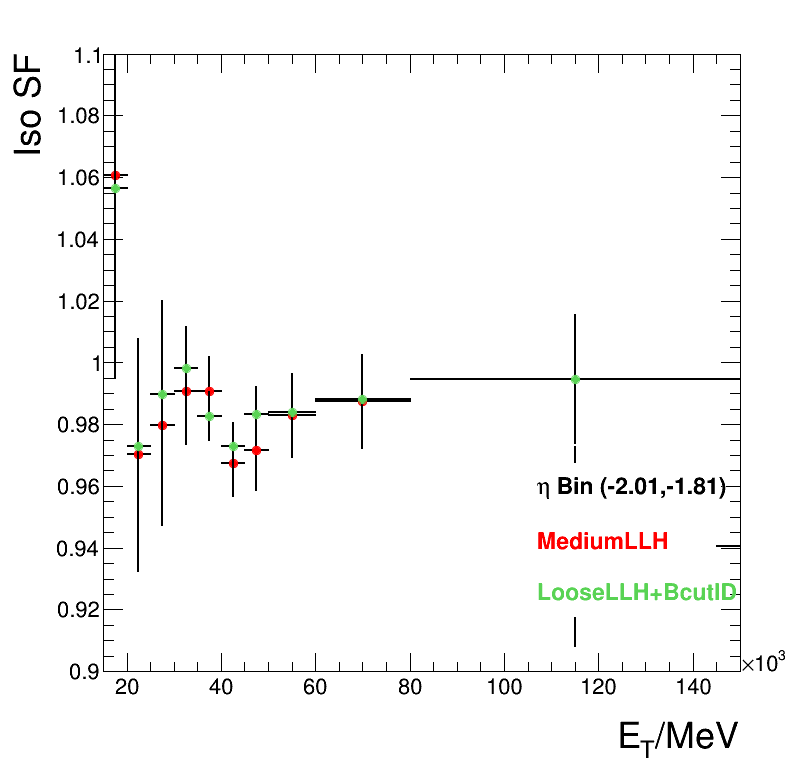 Iso SF
1.1
1.08
1.06
1.04
1.02
1
0.98
0.96
0.94
0.92
0.9
η Bin (-2.01,-1.81)
MediumLLH
LooseLLH+BcutID
20 40 60 80 100 120 140
×10³
E_T/MeV